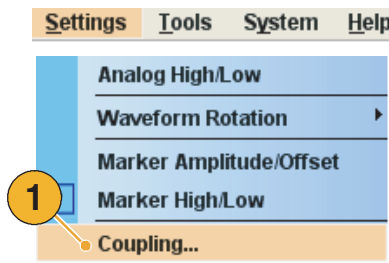 Settings Tools System Help
Analog High/Low
Waveform Rotation
Marker Amplitude/Offset
1
Marker High/Low
Coupling...